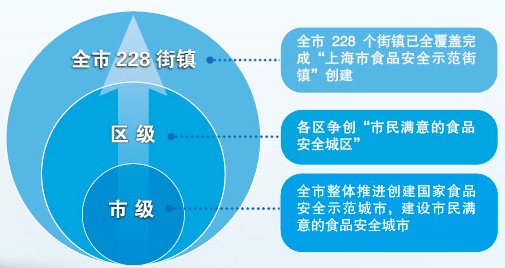 全市 228 街镇
全市 228 个街镇已全覆盖完
成“上海市食品安全示范街
镇”创建
区 级
各区争创“市民满意的食品
安全城区”
市 级
全市整体推进创建国家食品
安全示范城市，建设市民满
意的食品安全城市